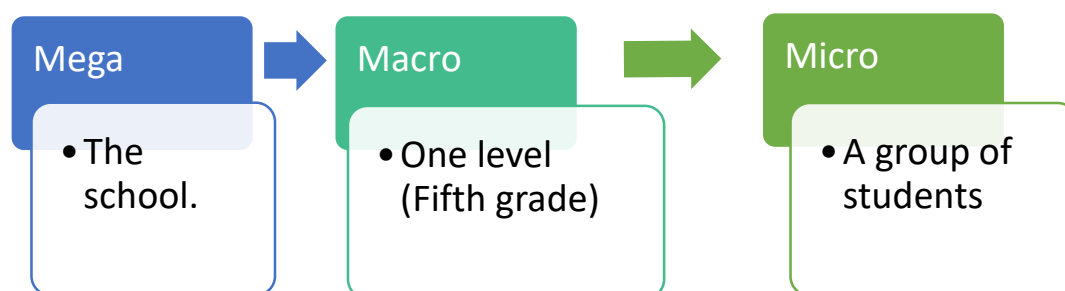 Mega
• The
school.
Macro
• One level
(Fifth grade)
Micro
• A group of
students